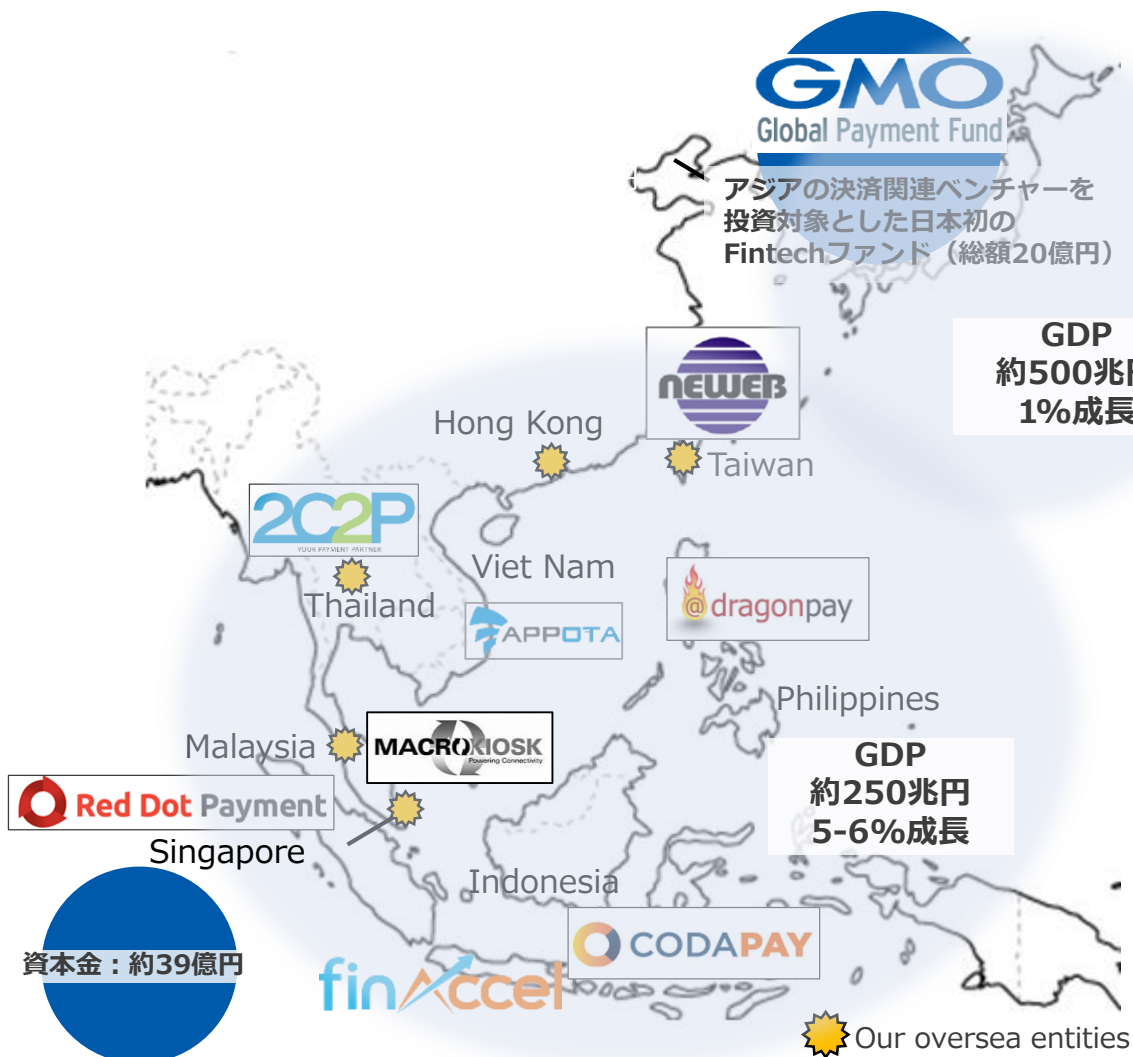 GMO
Global Payment Fund
アジアの決済関連ベンチャーを
投資対象とした日本初の
Fintechファンド（総額20億円）
GDP
約500兆円
1%成長
NEWEB
Hong Kong
Taiwan
2C2P
YOUR PAYMENT PARTNER
Thailand
Viet Nam
APPOTA
@dragonpay
Philippines
Malaysia
MACROKIOSK
Powering Connectivity
GDP
約250兆円
5-6%成長
Red Dot Payment
Singapore
Indonesia
CODAPAY
資本金：約39億円
finAccel
Our oversea entities